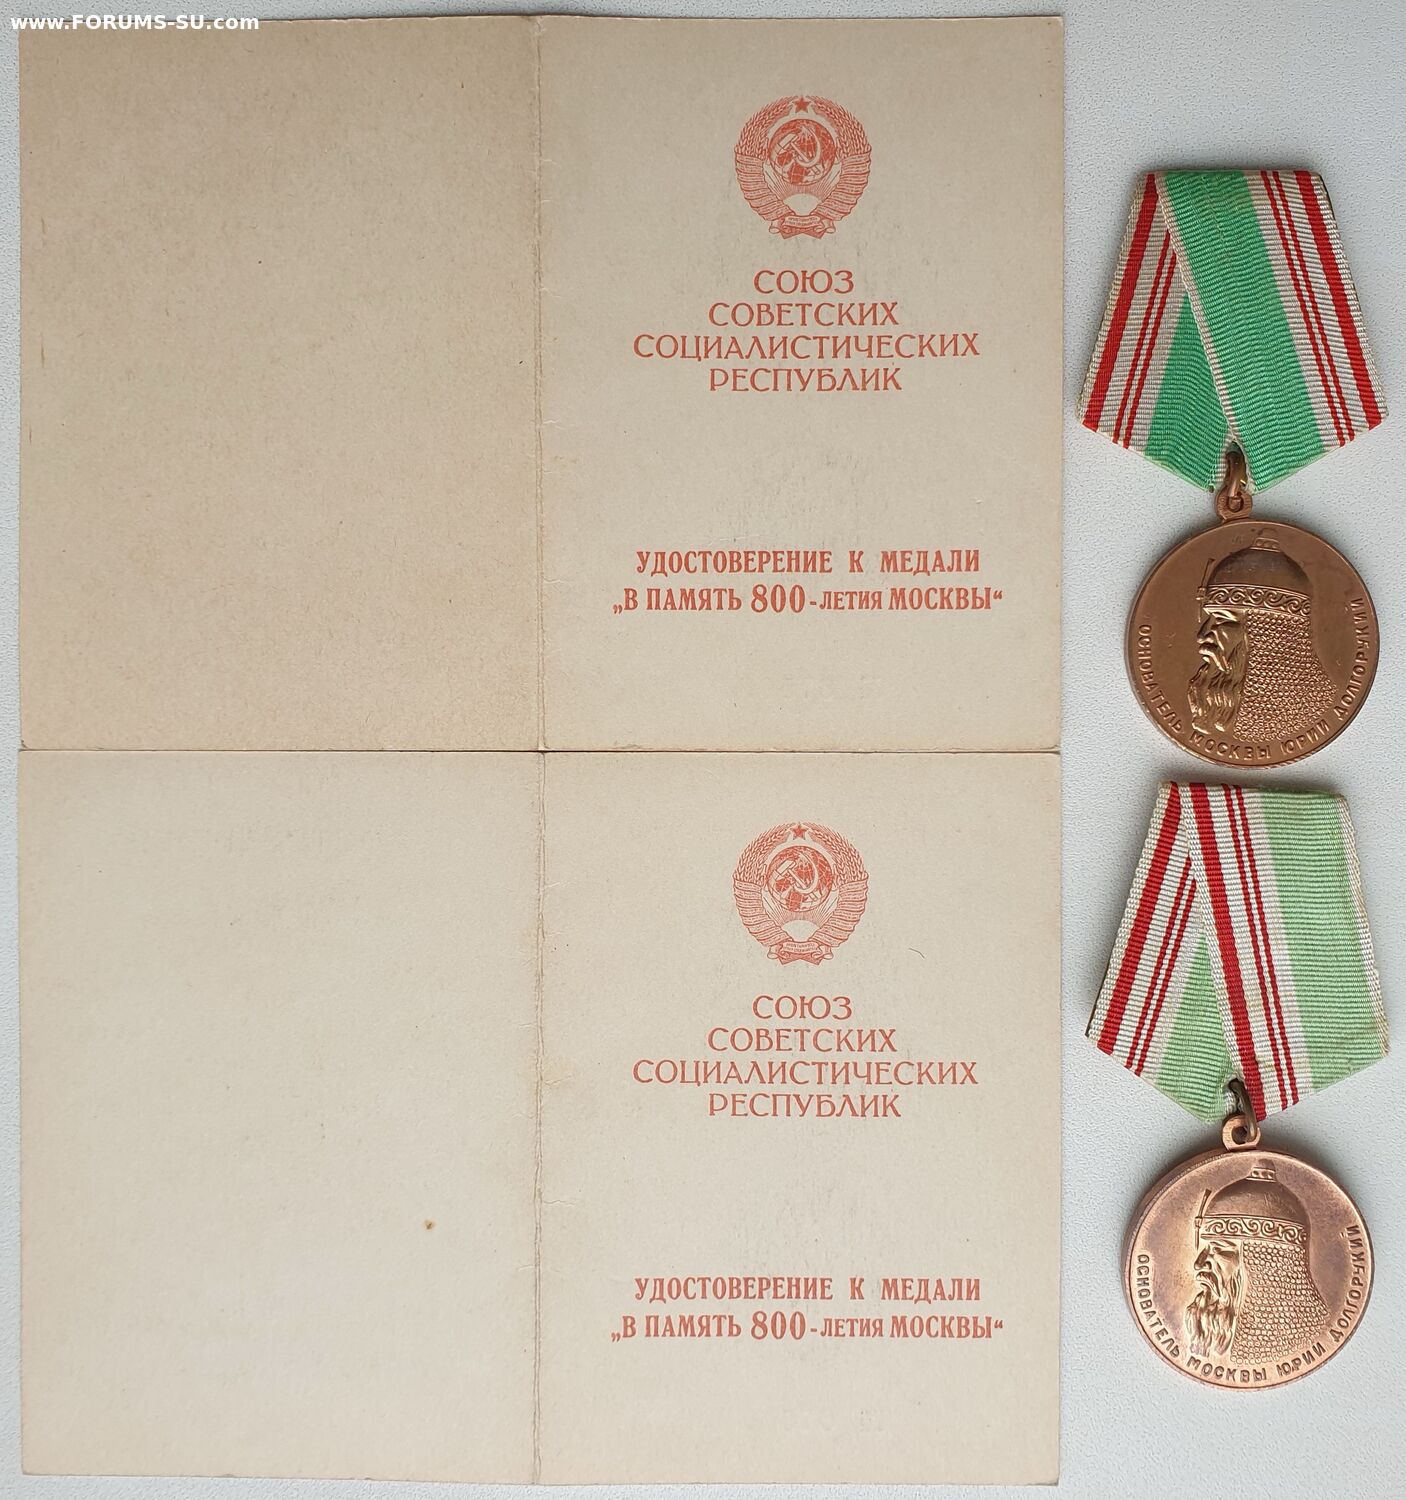 www.FORUMS-SU.com
СОЮЗ
СОВЕТСКИХ
СОЦИАЛИСТИЧЕСКИХ
РЕСПУБЛИК
УДОСТОВЕРЕНИЕ К МЕДАЛИ
„В ПАМЯТЬ 800-ЛЕТИЯ МОСКВЫ“
ОСНОВАТЕЛЬ МОСКВЫ ЮРИЙ ДОЛГОРУКИЙ
СОЮЗ
СОВЕТСКИХ
СОЦИАЛИСТИЧЕСКИХ
РЕСПУБЛИК
УДОСТОВЕРЕНИЕ К МЕДАЛИ
„В ПАМЯТЬ 800-ЛЕТИЯ МОСКВЫ“
ОСНОВАТЕЛЬ МОСКВЫ ЮРИЙ ДОЛГОРУКИЙ